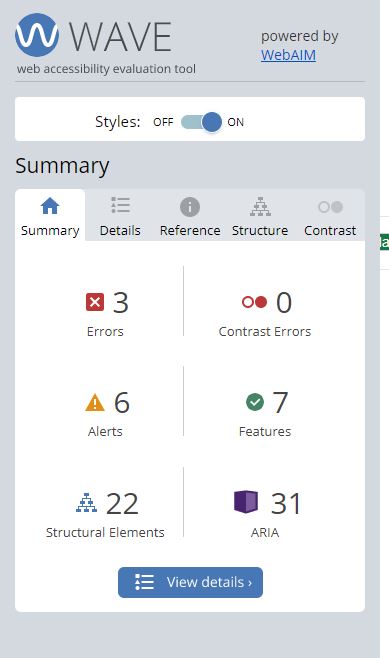 WAVE
web accessibility evaluation tool
powered by
WebAIM
Styles: OFF ON
Summary
Summary Details Reference Structure Contrast
3
Errors
0
Contrast Errors
6
Alerts
7
Features
22
Structural Elements
31
ARIA
View details ›